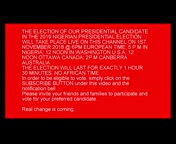 THE ELECTION OF OUR PRESIDENTIAL CANDIDATE
IN THE 2019 NIGERIAN PRESIDENTIAL ELECTION
WILL TAKE PLACE LIVE ON THIS CHANNEL ON 1ST
NOVEMBER 2018 @ 6PM EUROPEAN TIME; 5 P.M IN
NIGERIA; 12 NOON IN WASHINGTON U.S.A, 12
NOON OTTAWA CANADA; 2P.M CANBERRA
AUSTRALIA.
THE ELECTION WILL LAST FOR EXACTLY 1 HOUR
30 MINUTES. NO AFRICAN TIME.
In order to be eligible to vote, simply click on the
SUBSCRIBE BUTTON under this video and the
notification bell.
Please invite your friends and families to participate and
vote for your preferred candidate.
Real change is coming.